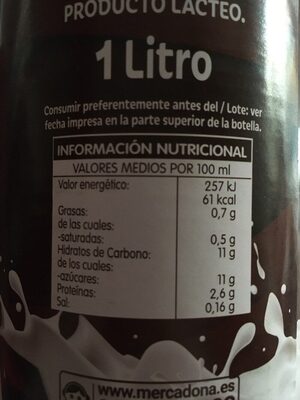 PRODUCTO LÁCTEO.
1 Litro
Consumir preferentemente antes del / Lote: ver
fecha impresa en la parte superior de la botella.
INFORMACIÓN NUTRICIONAL
VALORES MEDIOS POR 100 ml
Valor energético: 257 kJ
61 kcal
Grasas: 0,7 g
de las cuales:
-saturadas: 0,5 g
Hidratos de Carbono: 11 g
de los cuales:
-azúcares: 11 g
Proteínas: 2,6 g
Sal: 0,16 g
www.mercadona.es